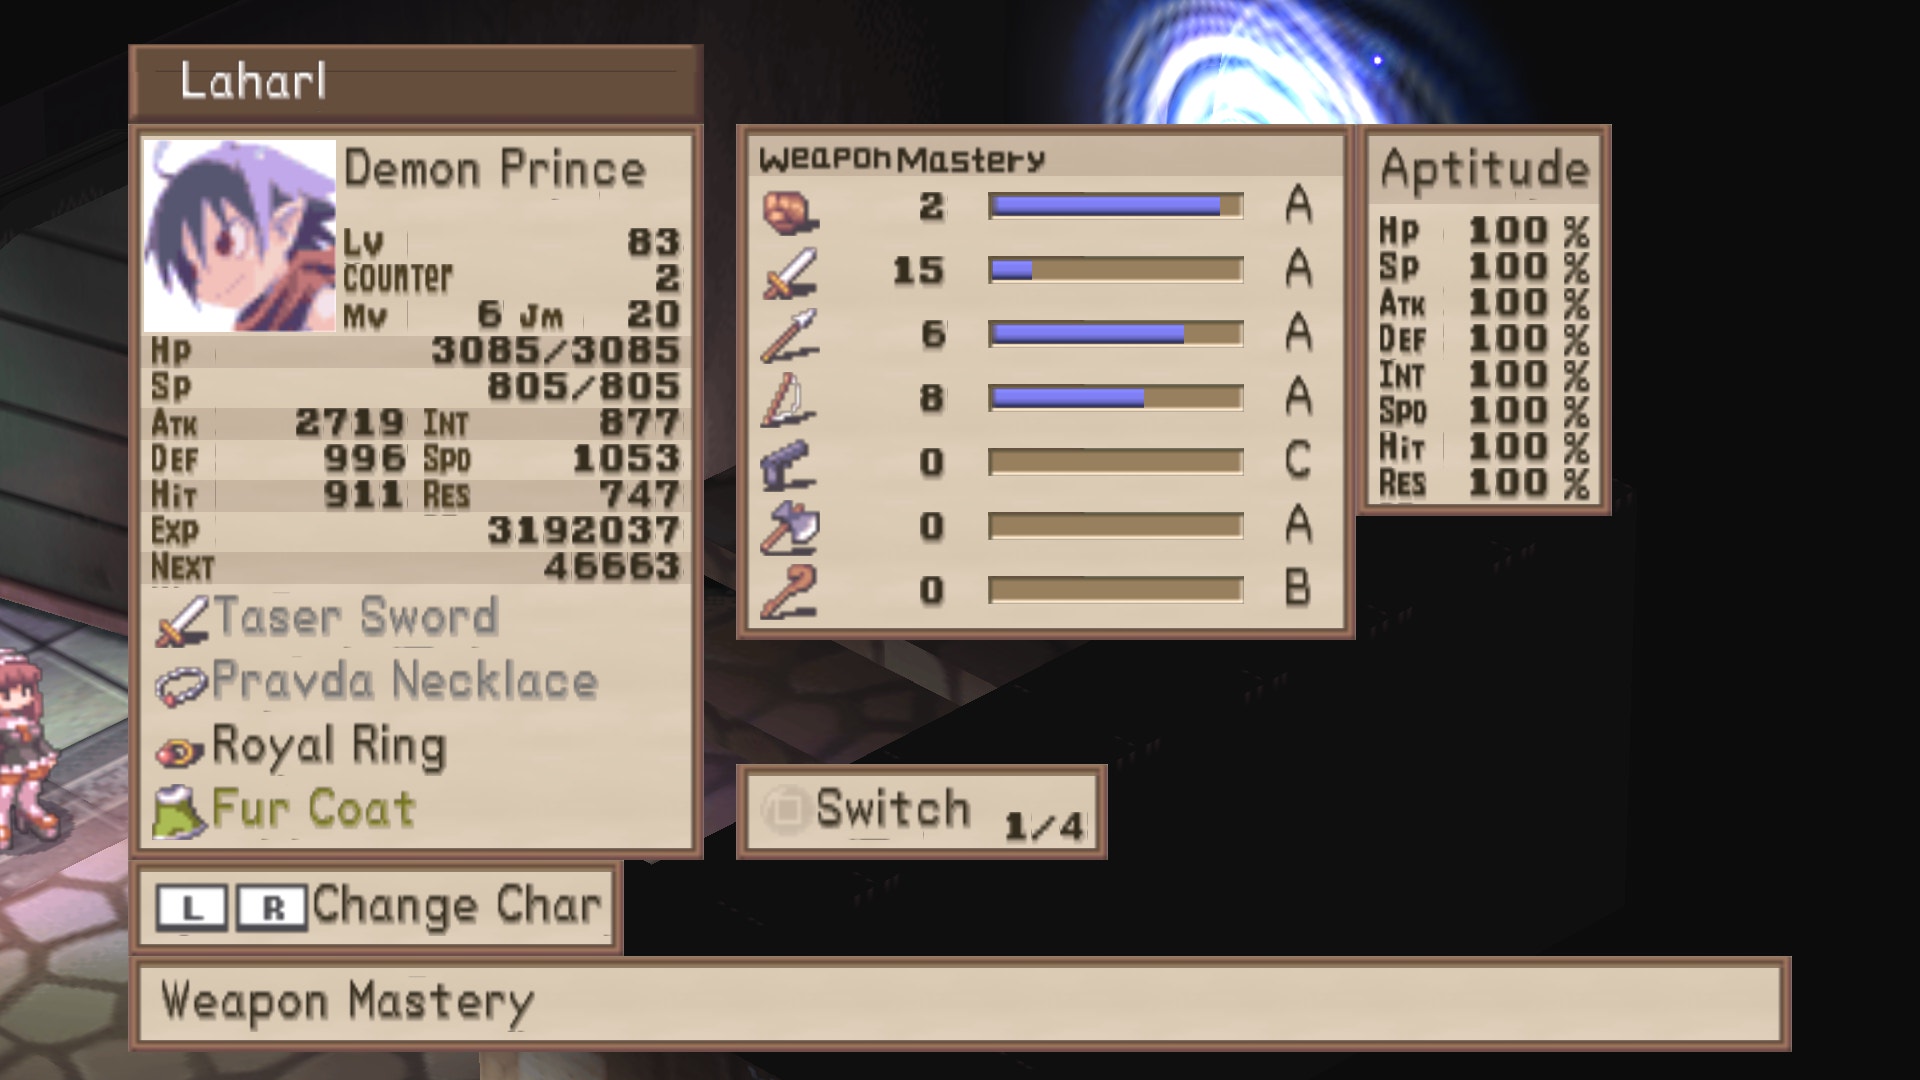 Laharl
Demon Prince
Lv 83
Counter 2
Mv 6 Jm 20
Hp 3085/3085
Sp 805/805
Atk 2719 Int 877
Def 996 Spd 1053
Hit 911 Res 747
Exp 3192037
Next 46663
Taser Sword
Pravda Necklace
Royal Ring
Fur Coat
L R Change Char
Weapon Mastery
2 A
15 A
6 A
8 A
0 C
0 A
0 B
Aptitude
Hp 100 %
Sp 100 %
Atk 100 %
Def 100 %
Int 100 %
Spd 100 %
Hit 100 %
Res 100 %
Switch 1/4
Weapon Mastery